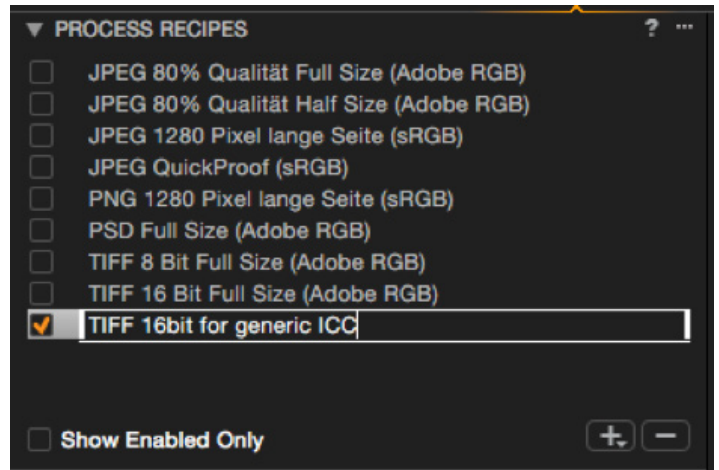 PROCESS RECIPES ? ...
JPEG 80% Qualität Full Size (Adobe RGB)
JPEG 80% Qualität Half Size (Adobe RGB)
JPEG 1280 Pixel lange Seite (sRGB)
JPEG QuickProof (sRGB)
PNG 1280 Pixel lange Seite (sRGB)
PSD Full Size (Adobe RGB)
TIFF 8 Bit Full Size (Adobe RGB)
TIFF 16 Bit Full Size (Adobe RGB)
TIFF 16bit for generic ICC
Show Enabled Only